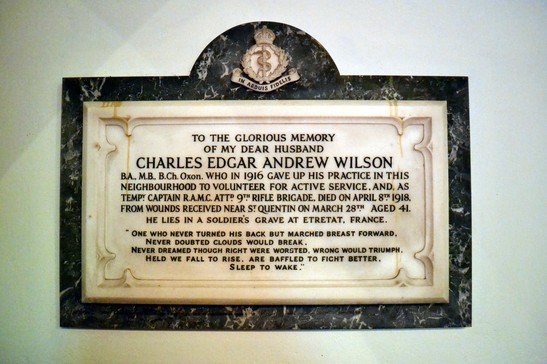 IN ARDUIS FIDELIS
TO THE GLORIOUS MEMORY
OF MY DEAR HUSBAND
CHARLES EDGAR ANDREW WILSON
B.A., M.B., B.Ch. Oxon. WHO IN 1916 GAVE UP HIS PRACTICE IN THIS
NEIGHBOURHOOD TO VOLUNTEER FOR ACTIVE SERVICE, AND, AS
TEMPY CAPTAIN R.A.M.C. ATTD 9TH RIFLE BRIGADE, DIED ON APRIL 8TH 1918,
FROM WOUNDS RECEIVED NEAR ST QUENTIN ON MARCH 28TH AGED 41.
HE LIES IN A SOLDIER'S GRAVE AT ETRETAT, FRANCE.
"ONE WHO NEVER TURNED HIS BACK BUT MARCHED BREAST FORWARD,
NEVER DOUBTED CLOUDS WOULD BREAK,
NEVER DREAMED THOUGH RIGHT WERE WORSTED, WRONG WOULD TRIUMPH,
HELD WE FALL TO RISE, ARE BAFFLED TO FIGHT BETTER,
SLEEP TO WAKE."